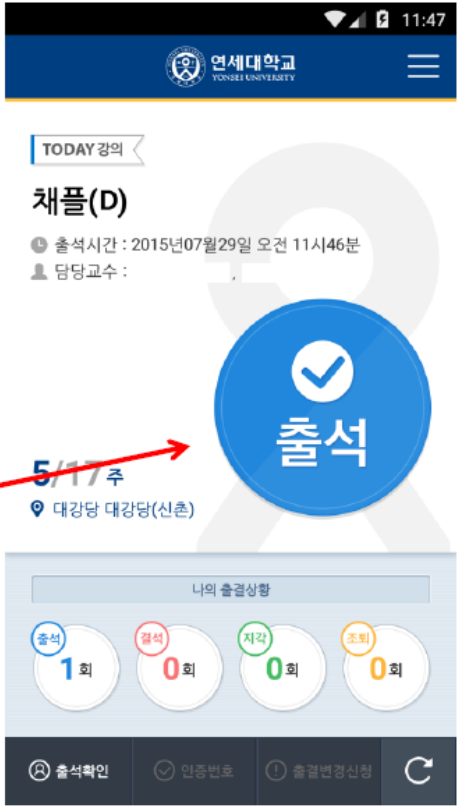 11:47
연세대학교
YONSEI UNIVERSITY
TODAY 강의
채플(D)
출석시간 : 2015년07월29일 오전 11시46분
담당교수 : ,
출석
5/17 주
대강당 대강당(신촌)
나의 출결상황
출석 결석 지각 조퇴
1 회 0 회 0 회 0 회
출석확인 인증번호 출결변경신청